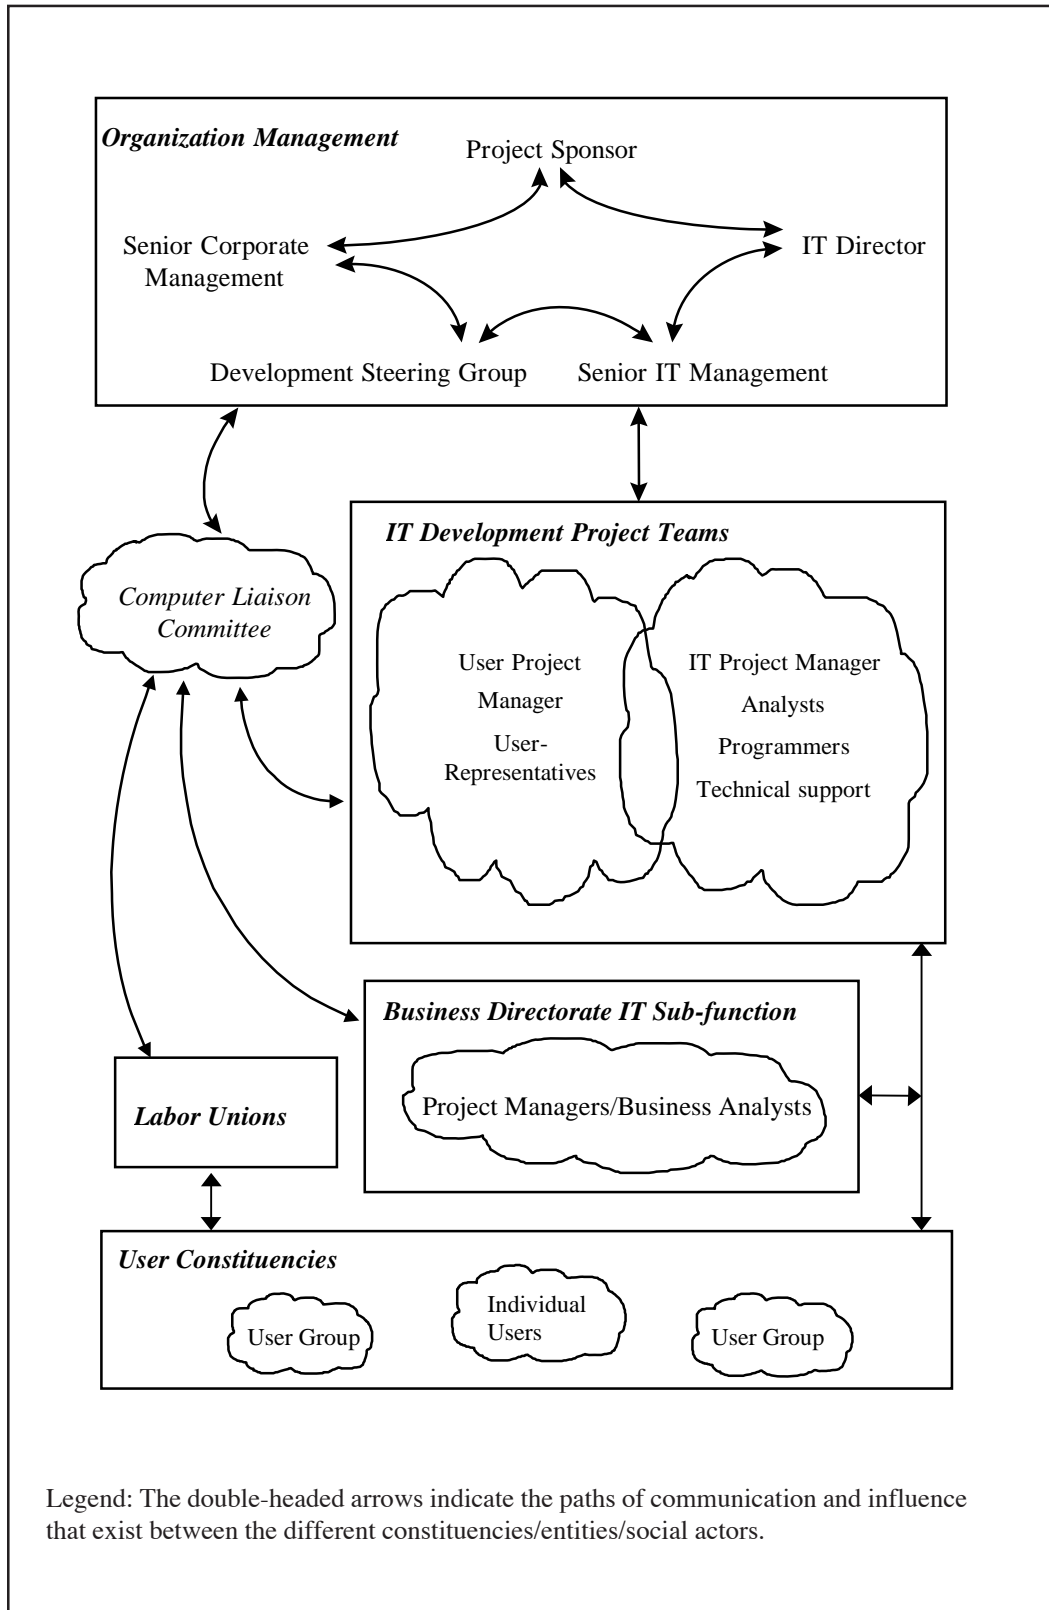 Organization Management
Project Sponsor
Senior Corporate
Management
IT Director
Development Steering Group
Senior IT Management
IT Development Project Teams
Computer Liaison
Committee
User Project
Manager
User-
Representatives
IT Project Manager
Analysts
Programmers
Technical support
Business Directorate IT Sub-function
Project Managers/Business Analysts
Labor Unions
User Constituencies
User Group
Individual
Users
User Group
Legend: The double-headed arrows indicate the paths of communication and influence
that exist between the different constituencies/entities/social actors.